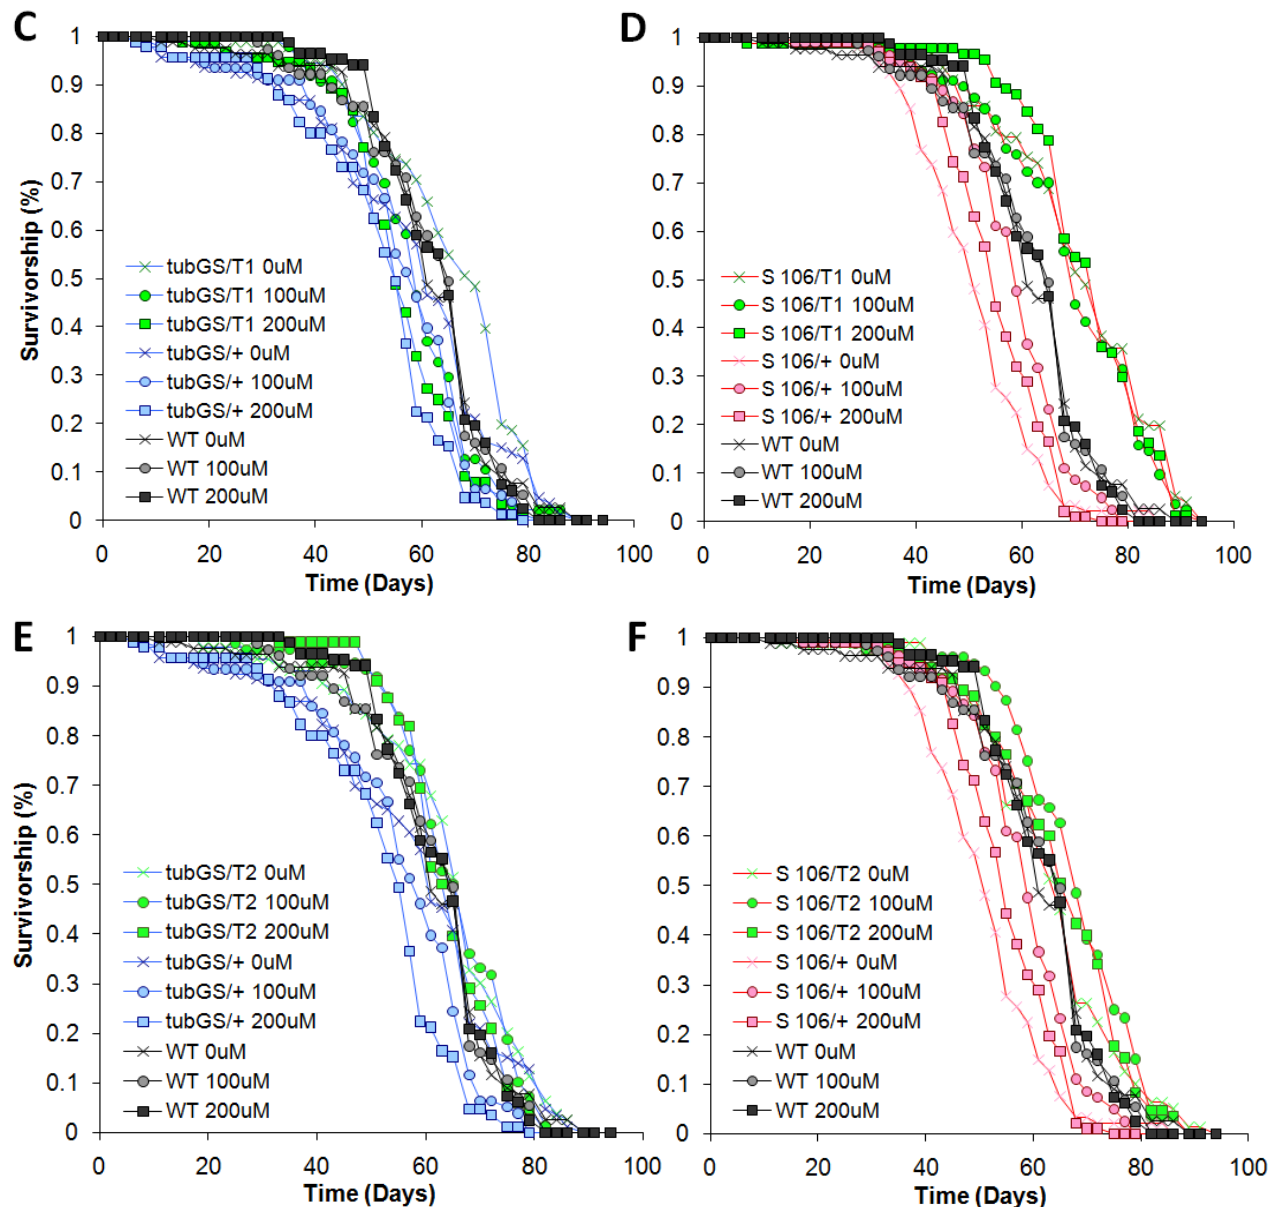 C
1
0.9
0.8
0.7
0.6
0.5
0.4
0.3
0.2
0.1
0
Survivorship (%)
tubGS/T1 0uM
tubGS/T1 100uM
tubGS/T1 200uM
tubGS/+ 0uM
tubGS/+ 100uM
tubGS/+ 200uM
WT 0uM
WT 100uM
WT 200uM
0 20 40 60 80 100
Time (Days)
D
1
0.9
0.8
0.7
0.6
0.5
0.4
0.3
0.2
0.1
0
S 106/T1 0uM
S 106/T1 100uM
S 106/T1 200uM
S 106/+ 0uM
S 106/+ 100uM
S 106/+ 200uM
WT 0uM
WT 100uM
WT 200uM
0 20 40 60 80 100
Time (Days)
E
1
0.9
0.8
0.7
0.6
0.5
0.4
0.3
0.2
0.1
0
Survivorship (%)
tubGS/T2 0uM
tubGS/T2 100uM
tubGS/T2 200uM
tubGS/+ 0uM
tubGS/+ 100uM
tubGS/+ 200uM
WT 0uM
WT 100uM
WT 200uM
0 20 40 60 80 100
Time (Days)
F
1
0.9
0.8
0.7
0.6
0.5
0.4
0.3
0.2
0.1
0
S 106/T2 0uM
S 106/T2 100uM
S 106/T2 200uM
S 106/+ 0uM
S 106/+ 100uM
S 106/+ 200uM
WT 0uM
WT 100uM
WT 200uM
0 20 40 60 80 100
Time (Days)